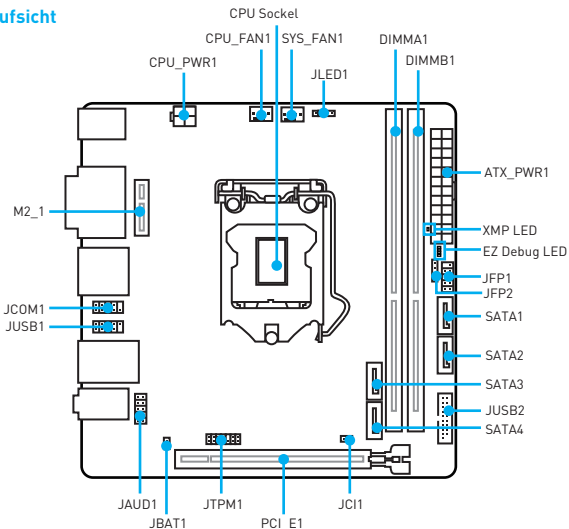 ufsicht
CPU Sockel
CPU_FAN1 SYS_FAN1 DIMMA1
DIMMB1
CPU_PWR1
JLED1
ATX_PWR1
M2_1
XMP LED
EZ Debug LED
JFP1
JFP2
JCOM1
JUSB1
SATA1
SATA2
SATA3
JUSB2
SATA4
JAUD1
JTPM1
JCI1
JBAT1
PCI_E1